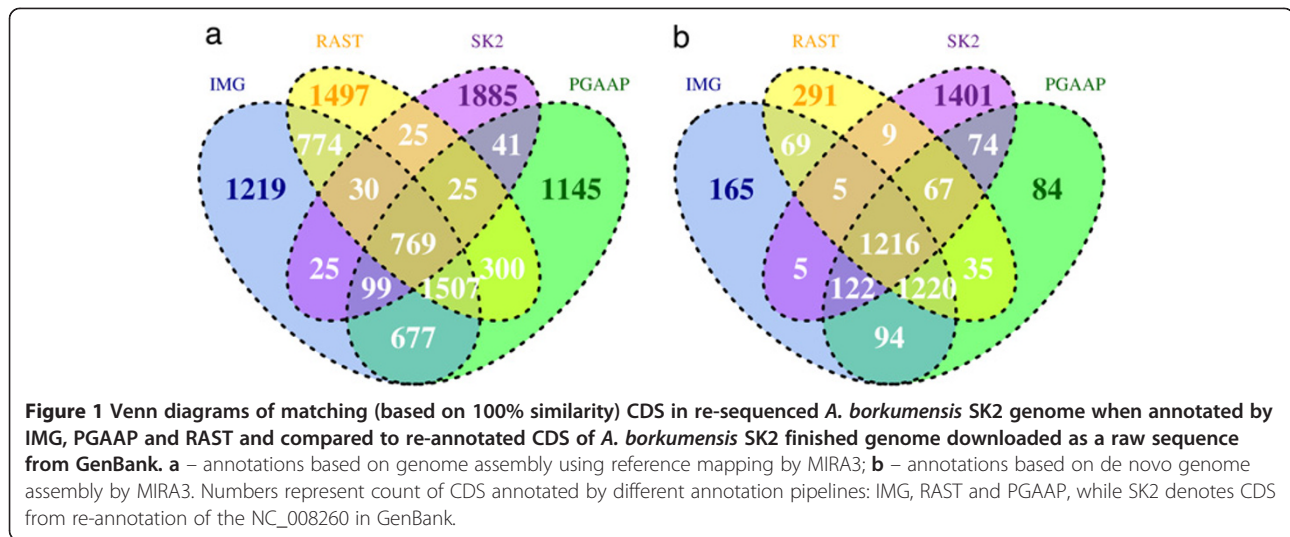 a
RAST
SK2
IMG
PGAAP
1497
1885
774
25
41
1219
30
25
1145
769
25
99
1507
300
677
b
RAST
SK2
IMG
PGAAP
291
1401
69
9
74
165
5
67
84
1216
5
122
1220
35
94
Figure 1 Venn diagrams of matching (based on 100% similarity) CDS in re-sequenced A. borkumensis SK2 genome when annotated by
IMG, PGAAP and RAST and compared to re-annotated CDS of A. borkumensis SK2 finished genome downloaded as a raw sequence
from GenBank. a – annotations based on genome assembly using reference mapping by MIRA3; b – annotations based on de novo genome
assembly by MIRA3. Numbers represent count of CDS annotated by different annotation pipelines: IMG, RAST and PGAAP, while SK2 denotes CDS
from re-annotation of the NC_008260 in GenBank.